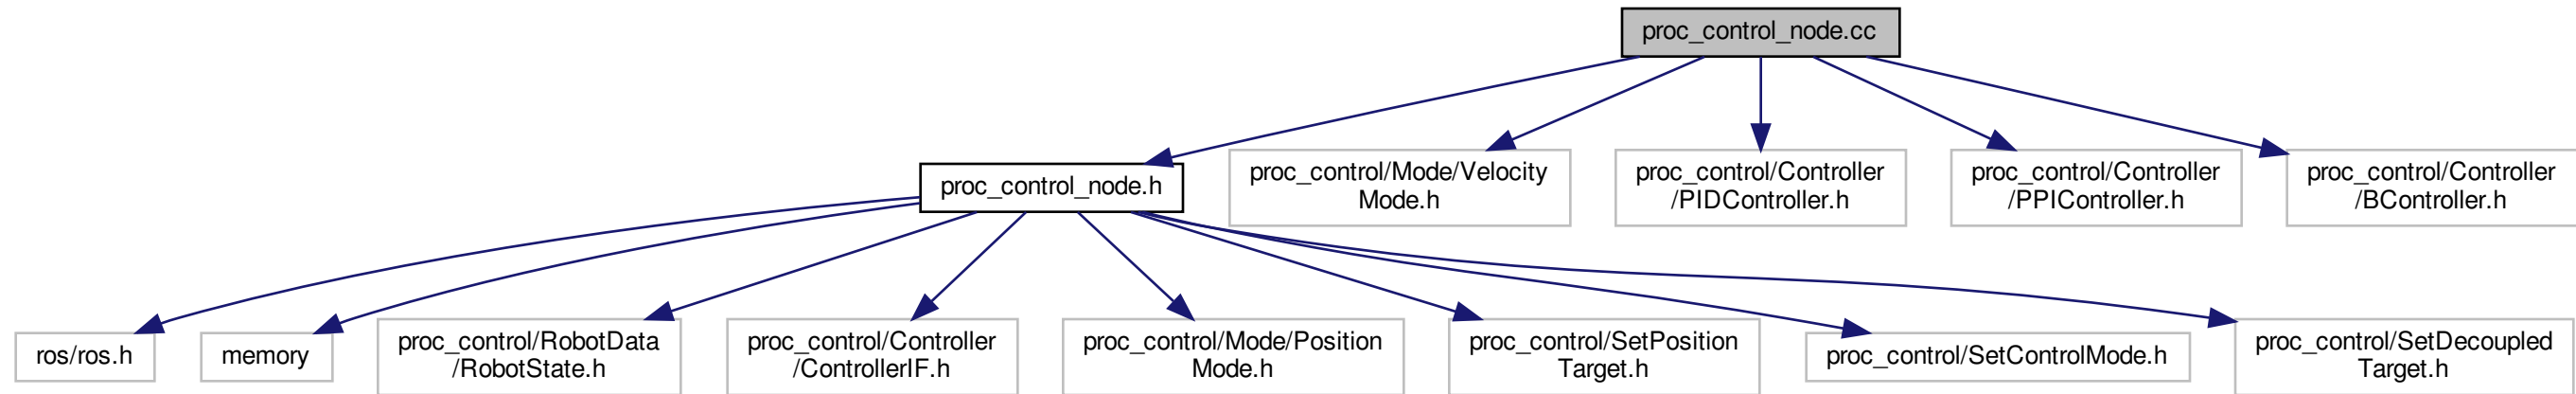 proc_control_node.cc
proc_control_node.h
proc_control/Mode/Velocity
Mode.h
proc_control/Controller
/PIDController.h
proc_control/Controller
/PPIController.h
proc_control/Controller
/BController.h
ros/ros.h
memory
proc_control/RobotData
/RobotState.h
proc_control/Controller
/ControllerIF.h
proc_control/Mode/Position
Mode.h
proc_control/SetPosition
Target.h
proc_control/SetControlMode.h
proc_control/SetDecoupled
Target.h